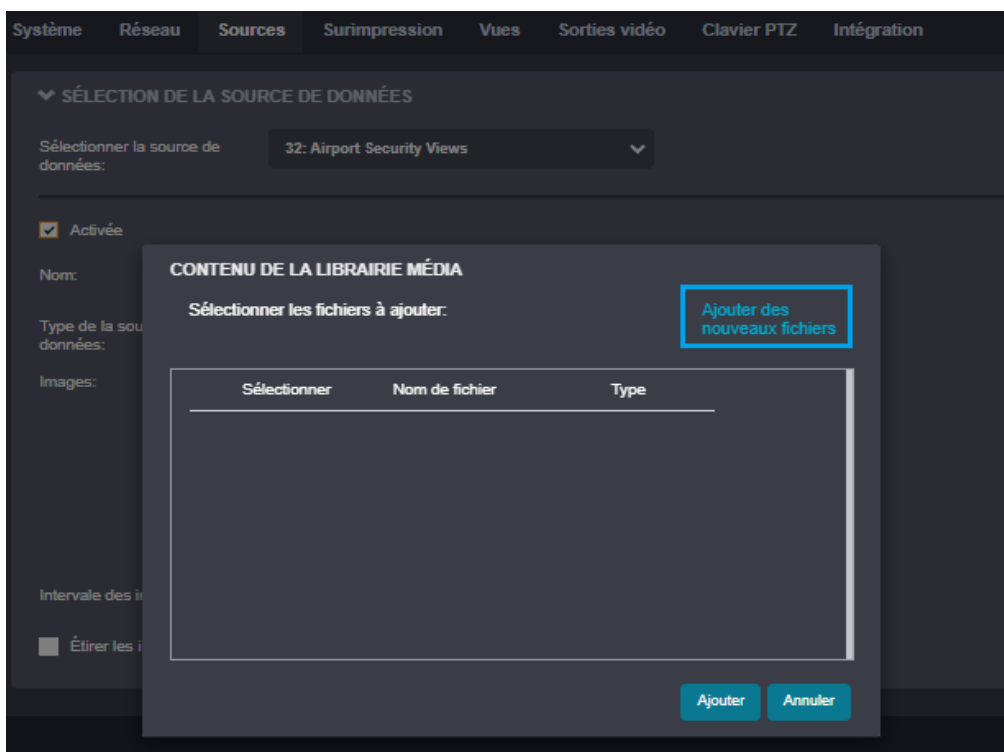 Système Réseau Sources Surimpression Vues Sorties vidéo Clavier PTZ Intégration
SÉLECTION DE LA SOURCE DE DONNÉES
Sélectionner la source de
données:
32: Airport Security Views
Activée
Nom:
CONTENU DE LA LIBRAIRIE MÉDIA
Sélectionner les fichiers à ajouter:
Ajouter des
nouveaux fichiers
Type de la sou
données:
Images:
Sélectionner Nom de fichier Type
Intervale des i
Étirer les i
Ajouter Annuler